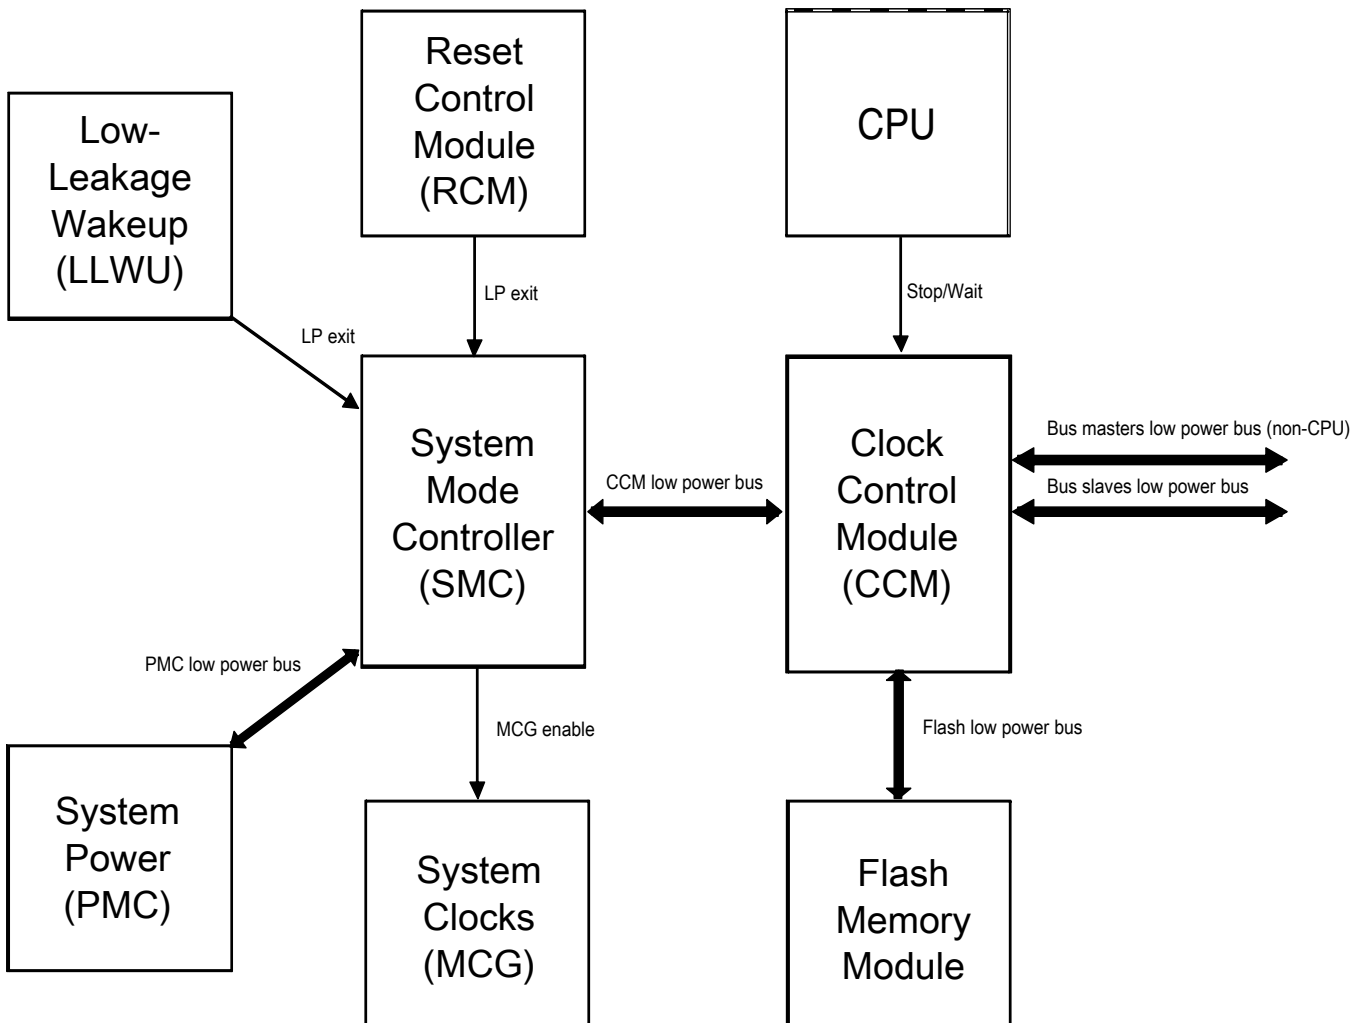 Reset
Control
Module
(RCM)
CPU
Low-
Leakage
Wakeup
(LLWU)
LP exit
Stop/Wait
LP exit
System
Mode
Controller
(SMC)
CCM low power bus
Clock
Control
Module
(CCM)
Bus masters low power bus (non-CPU)
Bus slaves low power bus
PMC low power bus
MCG enable
Flash low power bus
System
Power
(PMC)
System
Clocks
(MCG)
Flash
Memory
Module